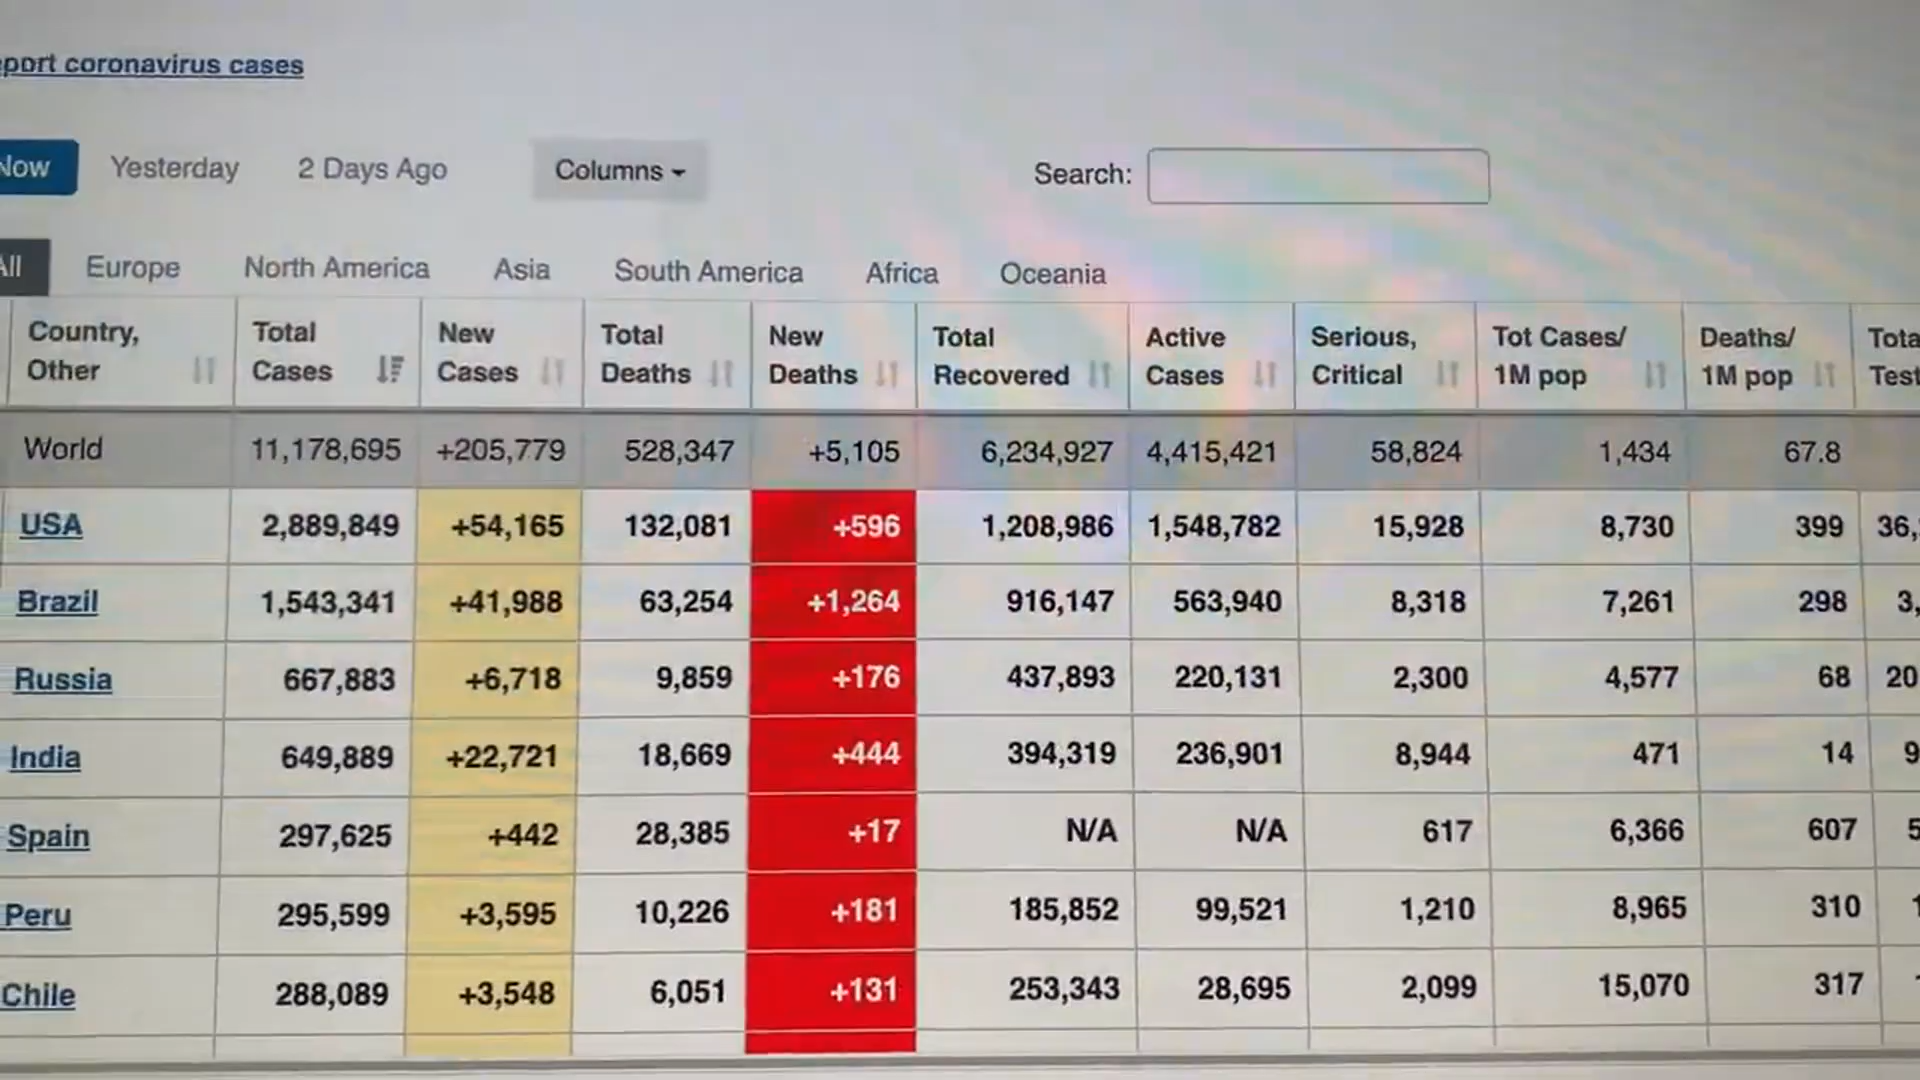 port coronavirus cases
Now Yesterday 2 Days Ago Columns Search:
All Europe North America Asia South America Africa Oceania
Country, Other Total Cases New Cases Total Deaths New Deaths Total Recovered Active Cases Serious, Critical Tot Cases/ 1M pop Deaths/ 1M pop Tota Test
World 11,178,695 +205,779 528,347 +5,105 6,234,927 4,415,421 58,824 1,434 67.8
USA 2,889,849 +54,165 132,081 +596 1,208,986 1,548,782 15,928 8,730 399 36,
Brazil 1,543,341 +41,988 63,254 +1,264 916,147 563,940 8,318 7,261 298 3,
Russia 667,883 +6,718 9,859 +176 437,893 220,131 2,300 4,577 68 20
India 649,889 +22,721 18,669 +444 394,319 236,901 8,944 471 14 9
Spain 297,625 +442 28,385 +17 N/A N/A 617 6,366 607 5
Peru 295,599 +3,595 10,226 +181 185,852 99,521 1,210 8,965 310 1
Chile 288,089 +3,548 6,051 +131 253,343 28,695 2,099 15,070 317